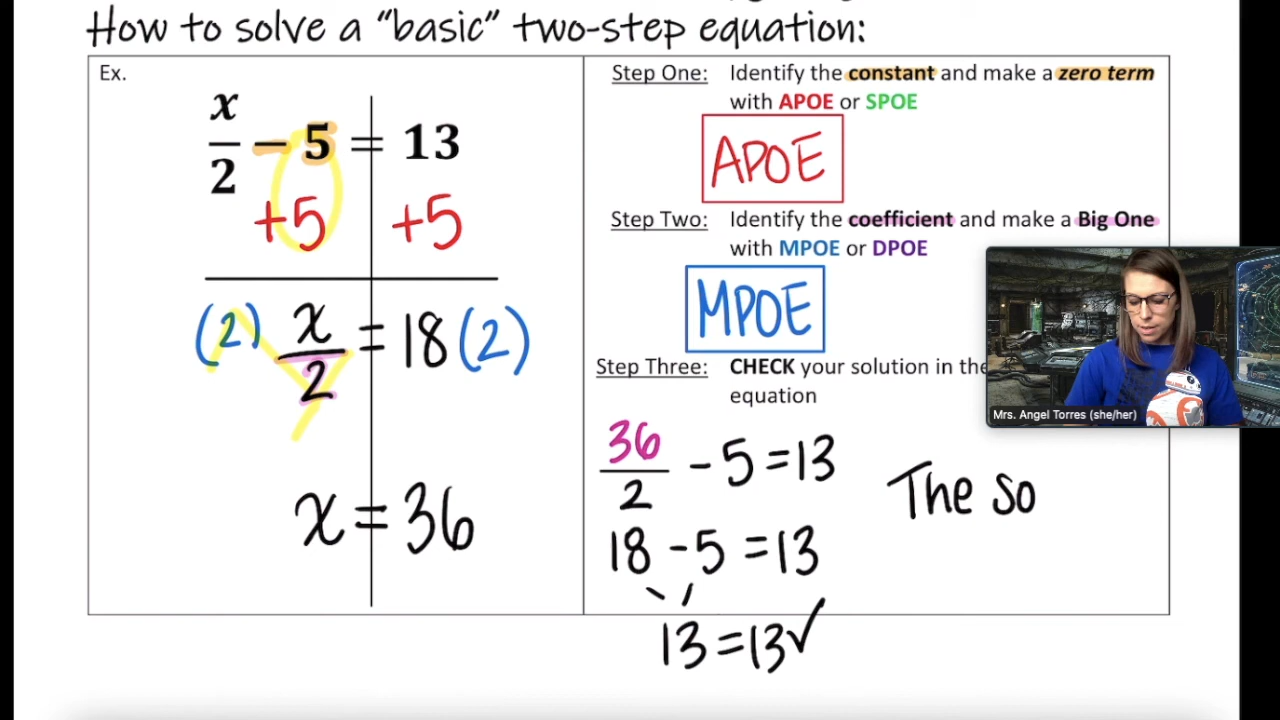 How to solve a “basic” two-step equation:
Ex.
x/2 − 5 = 13
+5 +5
(2) x/2 = 18 (2)
x = 36
Step One: Identify the constant and make a zero term
with APOE or SPOE
APOE
Step Two: Identify the coefficient and make a Big One
with MPOE or DPOE
MPOE
Step Three: CHECK your solution in the
equation
36/2 - 5 = 13
18 - 5 = 13
13 = 13 ✓
The so
Mrs. Angel Torres (she/her)